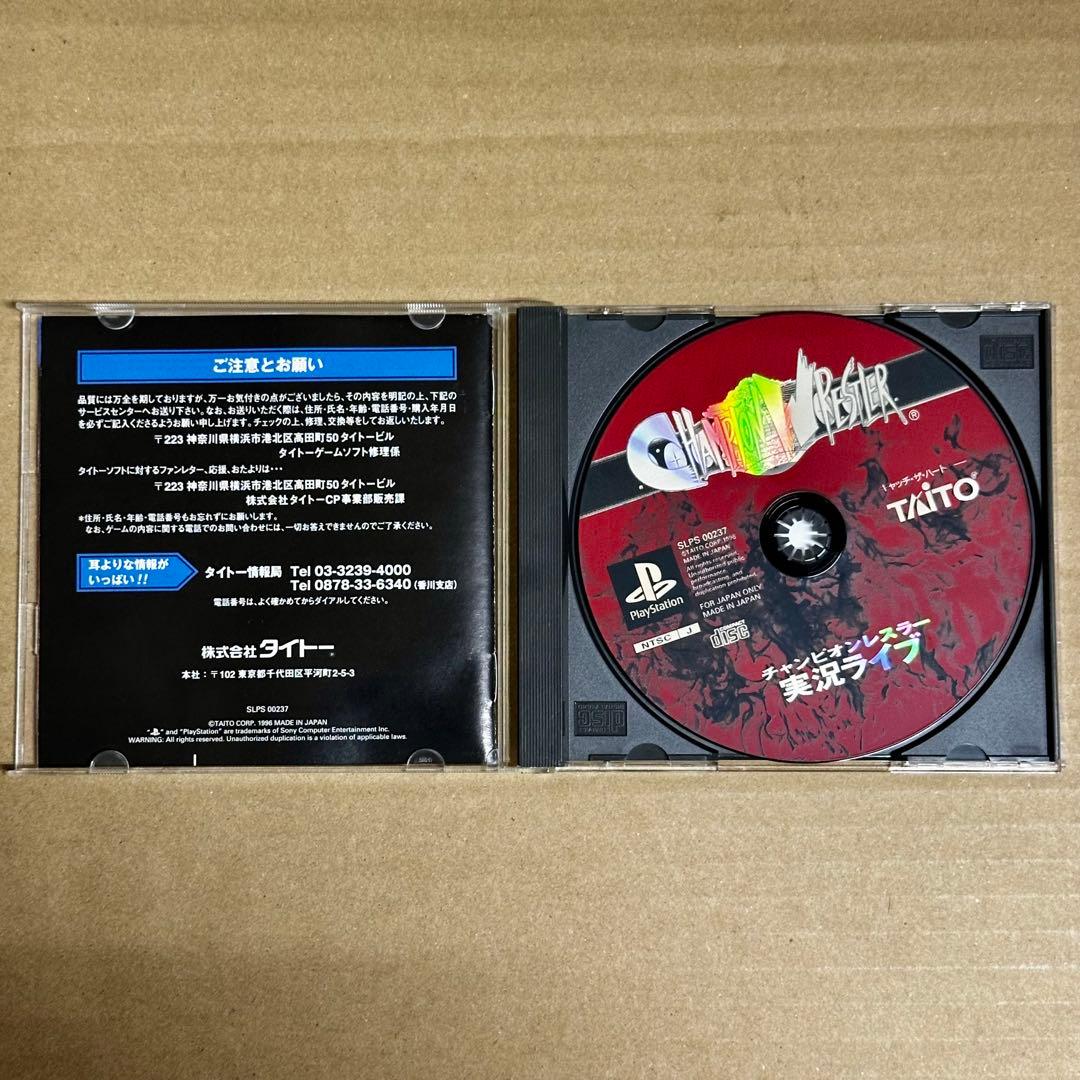 ご注意とお願い
品質には万全を期しておりますが、万一お気付きの点がございましたら、その内容を明記の上、下記の
サービスセンターへお送り下さい。なお、お送りいただく際は、住所・氏名・年齢・電話番号・購入年月日
を必ずご記入くださるようお願い申し上げます。チェックの上、修理、交換等をしてお返しいたします。
〒223 神奈川県横浜市港北区高田町50タイトービル
タイトーゲームソフト修理係
タイトーソフトに対するファンレター、応援、おたよりは・・・
〒223 神奈川県横浜市港北区高田町50タイトービル
株式会社タイトーCP事業部販売課
*住所・氏名・年齢・電話番号もお忘れにずにお願いします。
なお、ゲームの内容に関する電話でのお問い合わせには、一切お答えできませんのでご了承ください。
耳よりな情報が
いっぱい!!
タイトー情報局 Tel 03-3239-4000
Tel 0878-33-6340(香川支店)
電話番号は、よく確かめてからダイアルしてください。
株式会社タイトー
本社:〒102 東京都千代田区平河町2-5-3
SLPS 00237
©TAITO CORP. 1996 MADE IN JAPAN
" " and "PlayStation" are trademarks of Sony Computer Entertainment Inc.
WARNING: All rights reserved. Unauthorized duplication is a violation of applicable laws.
CHAMPION WRESTLER ®
キャッチ・ザ・ハート
TAITO
SLPS 00237
©TAITO CORP. 1996
MADE IN JAPAN
All rights reserved.
Unauthorized public
performance,
broadcasting, and
duplication prohibited.
PlayStation
FOR JAPAN ONLY
MADE IN JAPAN
NTSC J
COMPACT
disc
チャンピオンレスラー
実況ライブ